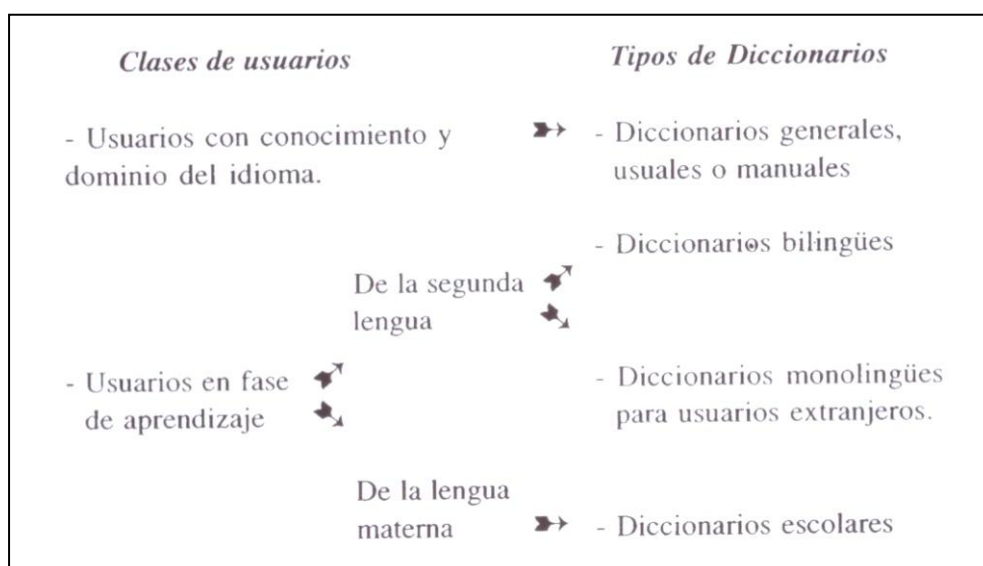 Clases de usuarios
Tipos de Diccionarios
- Usuarios con conocimiento y
dominio del idioma.
- Diccionarios generales,
usuales o manuales
- Diccionarios bilingües
De la segunda
lengua
- Usuarios en fase
de aprendizaje
- Diccionarios monolingües
para usuarios extranjeros.
De la lengua
materna
- Diccionarios escolares